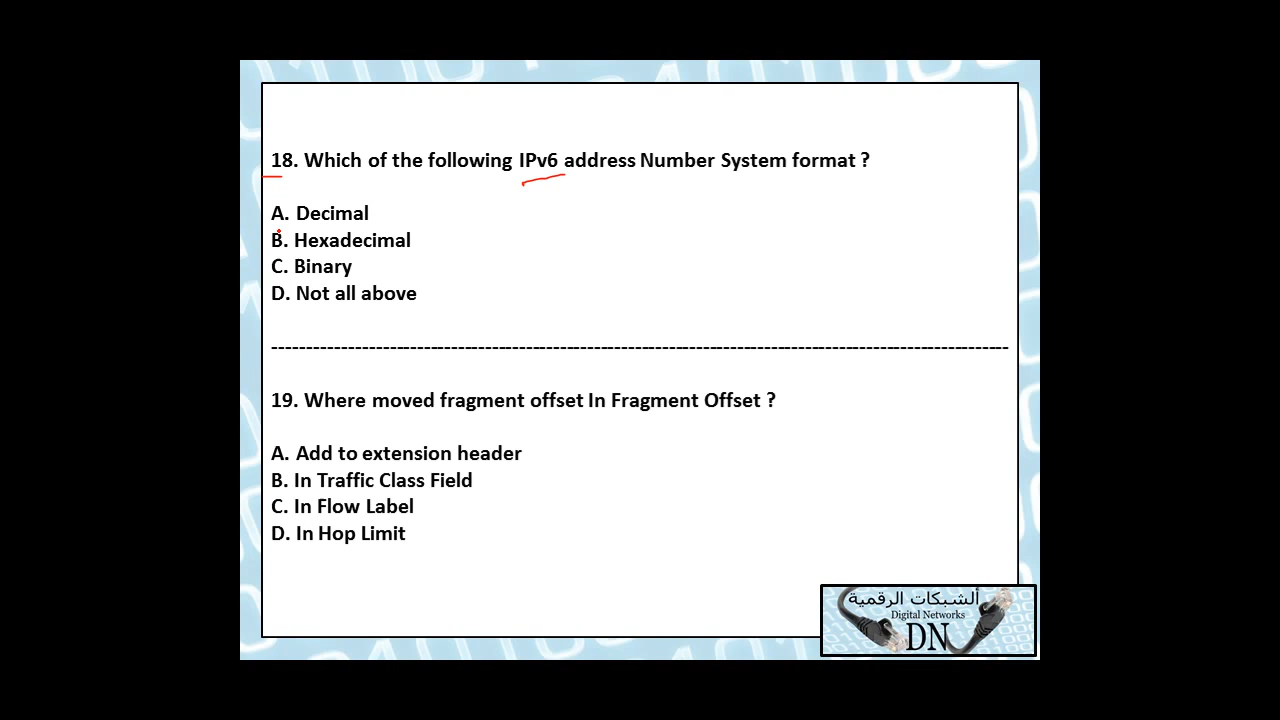 18. Which of the following IPv6 address Number System format ?
A. Decimal
B. Hexadecimal
C. Binary
D. Not all above
--------------------------------------------------------------------------------------------------------
19. Where moved fragment offset In Fragment Offset ?
A. Add to extension header
B. In Traffic Class Field
C. In Flow Label
D. In Hop Limit
ألشبكات الرقمية
Digital Networks
DN